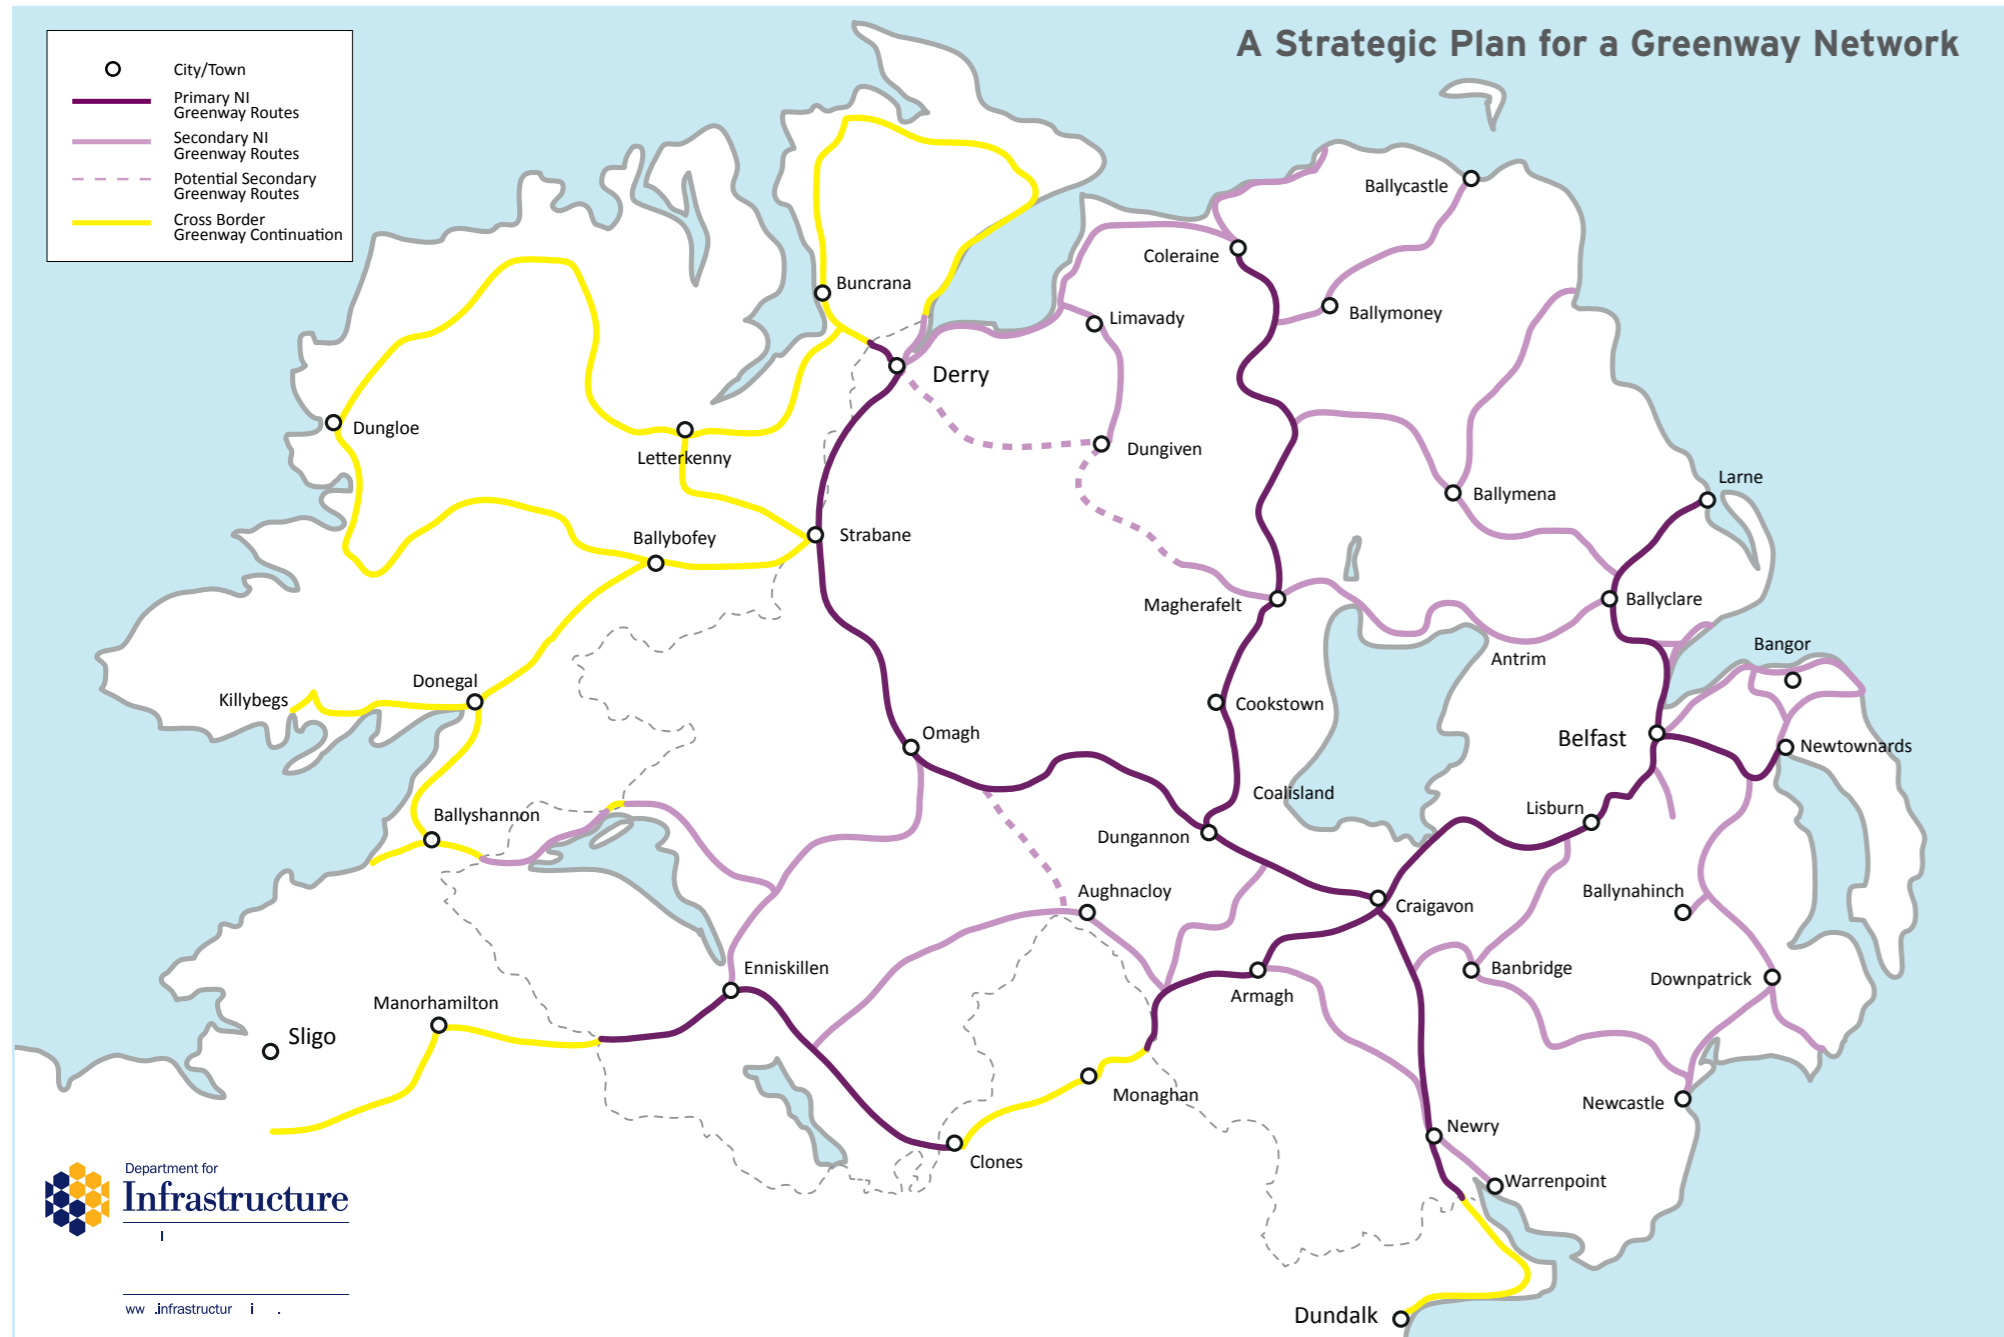 A Strategic Plan for a Greenway Network
City/Town
Primary NI
Greenway Routes
Secondary NI
Greenway Routes
Potential Secondary
Greenway Routes
Cross Border
Greenway Continuation
Ballycastle
Coleraine
Buncrana
Ballymoney
Limavady
Derry
Dungloe
Letterkenny
Dungiven
Larne
Ballymena
Strabane
Ballybofey
Magherafelt
Ballyclare
Antrim
Bangor
Donegal
Killybegs
Cookstown
Omagh
Belfast
Newtownards
Coalisland
Lisburn
Ballyshannon
Dungannon
Aughnacloy
Ballynahinch
Craigavon
Enniskillen
Banbridge
Downpatrick
Armagh
Manorhamilton
Sligo
Monaghan
Newcastle
Newry
Clones
Warrenpoint
Dundalk
Department for
Infrastructure
ww .infrastructur i .